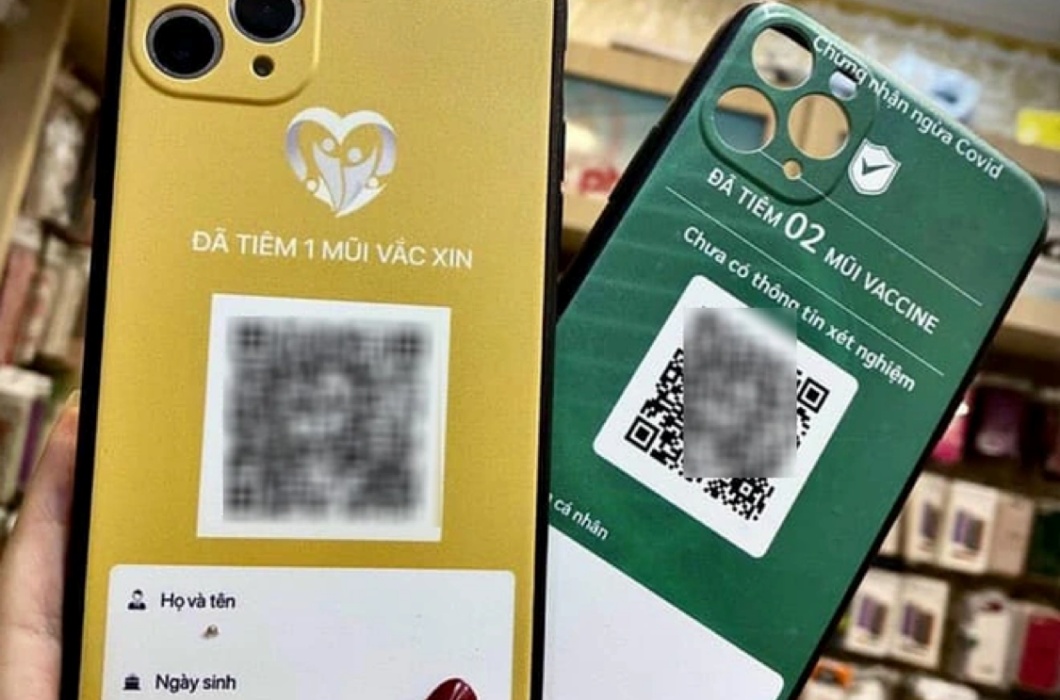 ĐÃ TIÊM 1 MŨI VẮC XIN
Họ và tên
Ngày sinh
Chứng nhận ngừa Covid
ĐÃ TIÊM 02 MŨI VACCINE
Chưa có thông tin xét nghiệm
cá nhân